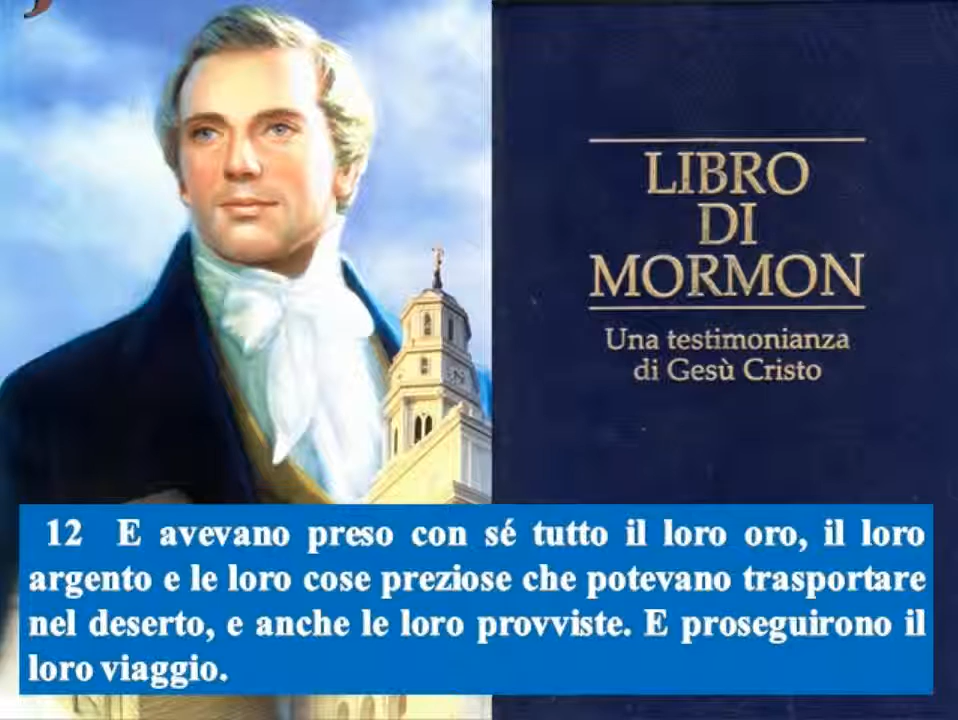 LIBRO
DI
MORMON
Una testimonianza
di Gesù Cristo
12 E avevano preso con sé tutto il loro oro, il loro
argento e le loro cose preziose che potevano trasportare
nel deserto, e anche le loro provviste. E proseguirono il
loro viaggio.